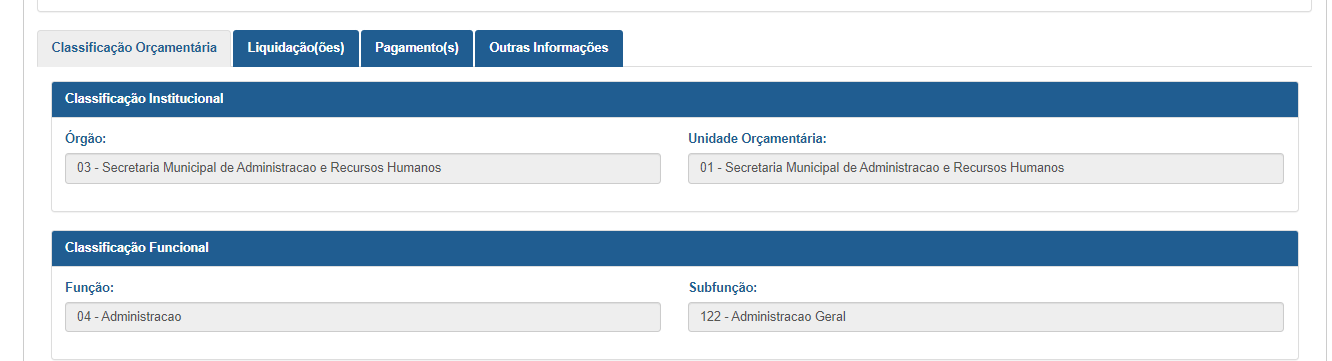 Classificação Orçamentária Liquidação(ões) Pagamento(s) Outras Informações
Classificação Institucional
Órgão: Unidade Orçamentária:
03 - Secretaria Municipal de Administracao e Recursos Humanos 01 - Secretaria Municipal de Administracao e Recursos Humanos
Classificação Funcional
Função: Subfunção:
04 - Administracao 122 - Administracao Geral